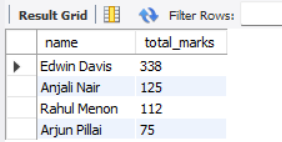 Result Grid Filter Rows:
name total_marks
Edwin Davis 338
Anjali Nair 125
Rahul Menon 112
Arjun Pillai 75